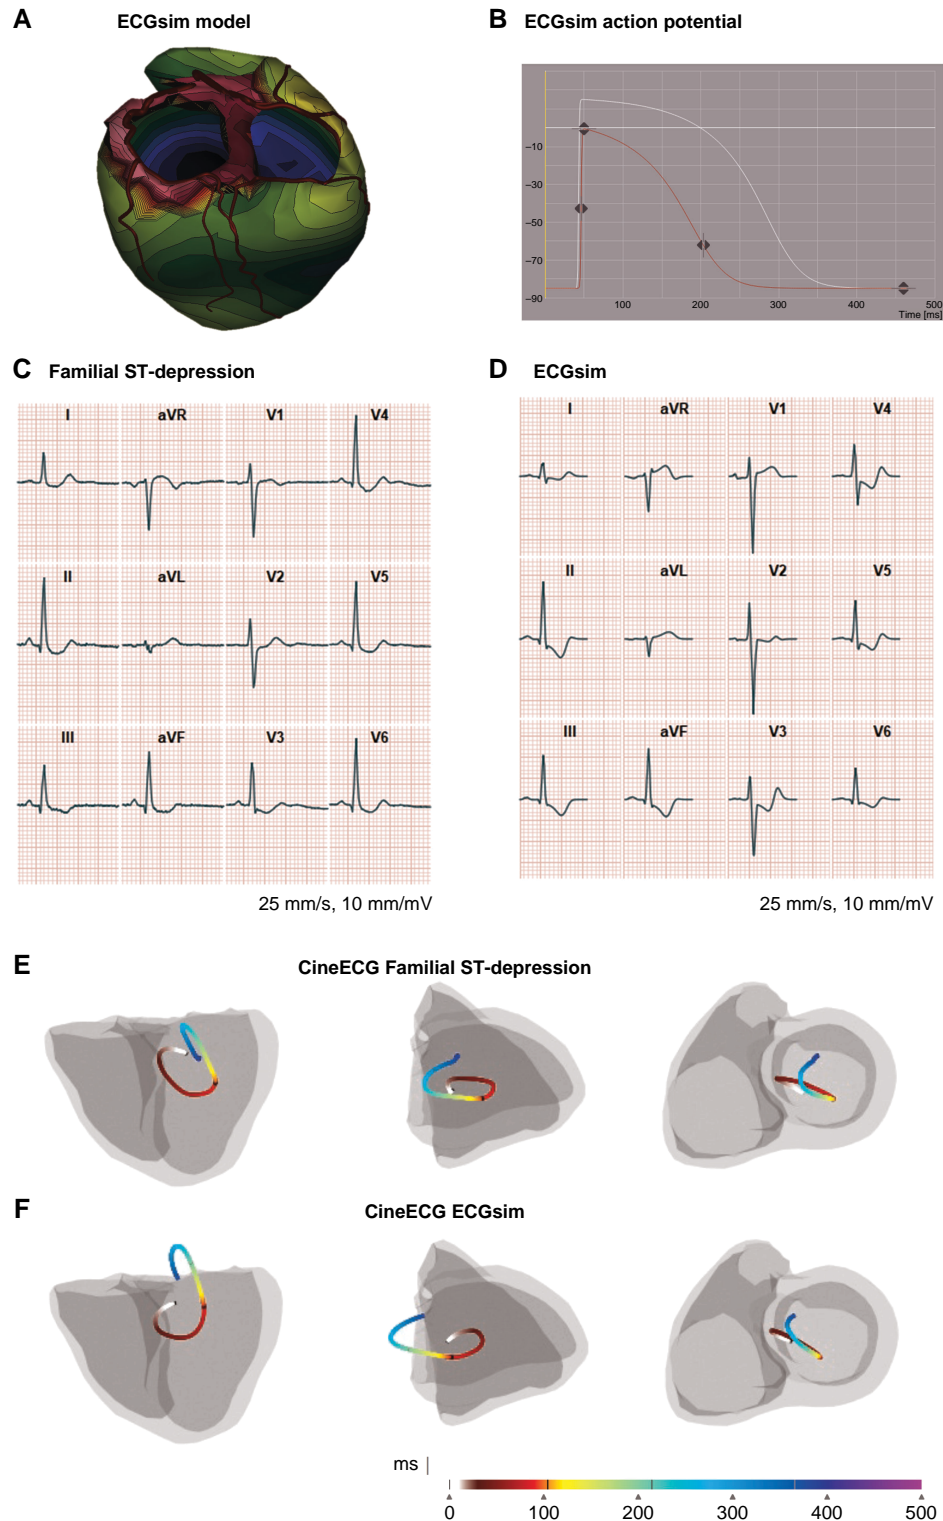 A ECGsim model
B ECGsim action potential
–10
–30
–50
–70
–90
100 200 300 400 500
Time [ms]
C Familial ST-depression
I aVR V1 V4
II aVL V2 V5
III aVF V3 V6
25 mm/s, 10 mm/mV
D ECGsim
I aVR V1 V4
II aVL V2 V5
III aVF V3 V6
25 mm/s, 10 mm/mV
E CineECG Familial ST-depression
F CineECG ECGsim
ms
0 100 200 300 400 500